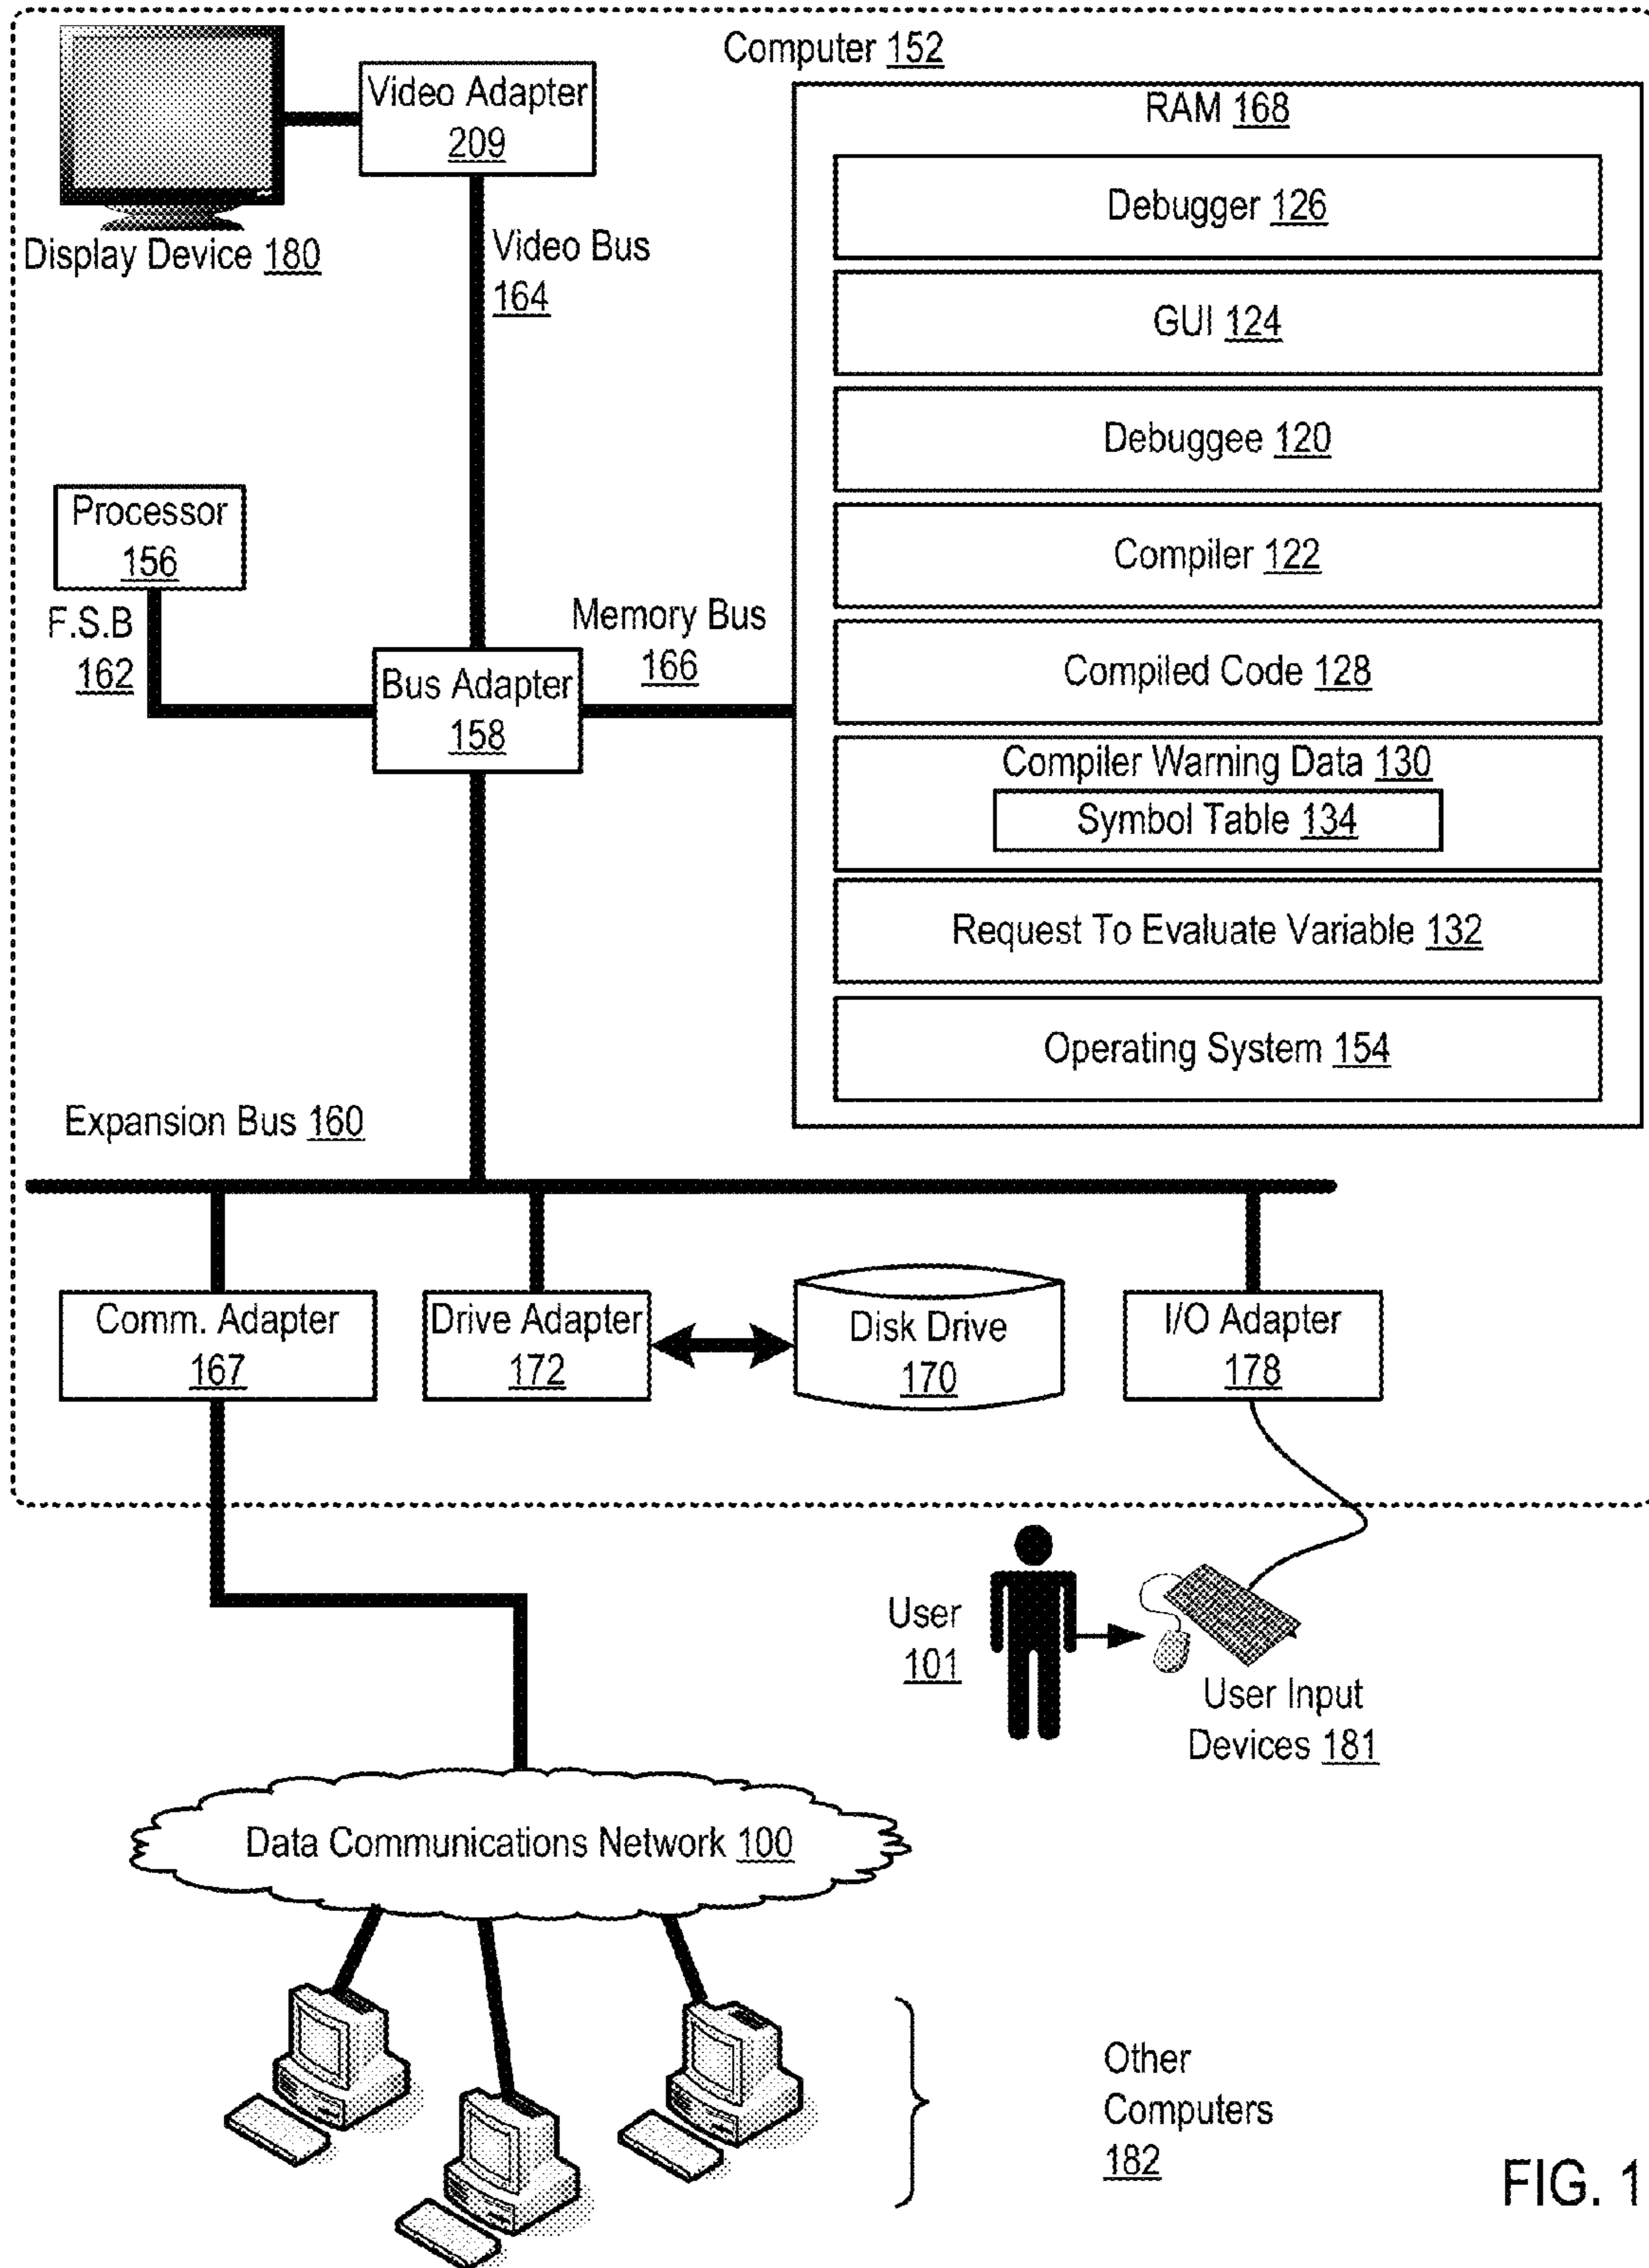 Computer 152
Video Adapter
209
Display Device 180
Video Bus
164
RAM 168
Debugger 126
GUI 124
Debuggee 120
Compiler 122
Compiled Code 128
Compiler Warning Data 130
Symbol Table 134
Request To Evaluate Variable 132
Operating System 154
Processor
156
F.S.B
162
Bus Adapter
158
Memory Bus
166
Expansion Bus 160
Comm. Adapter
167
Drive Adapter
172
Disk Drive
170
I/O Adapter
178
User
101
User Input
Devices 181
Data Communications Network 100
Other
Computers
182
FIG. 1